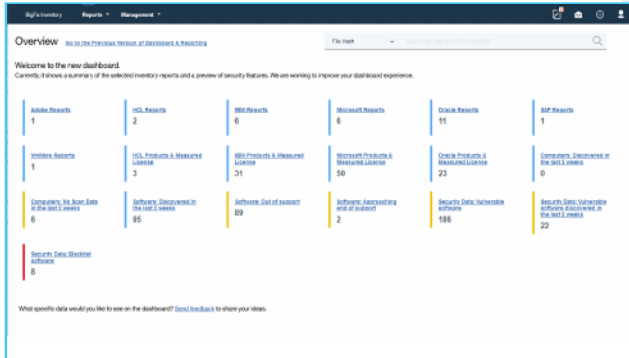 BigFix Inventory Reports Management
Overview Go to the Previous Version of Dashboard & Reporting File Hash
Welcome to the new dashboard.
Currently, it shows a summary of the selected inventory reports and a preview of security features. We are working to improve your dashboard experience.
Adobe Reports HCL Reports IBM Reports Microsoft Reports Oracle Reports SAP Reports
1 2 6 6 11 1
VMWare Reports HCL Products & Measured IBM Products & Measured Microsoft Products & Oracle Products & Computers: Discovered in
1 License License Measured License Measured License the last 2 weeks
3 31 50 23 0
Computers: No Scan Data Software: Discovered in Software: Out of support Software: Approaching Security Data: Vulnerable Security Data: Vulnerable
in the last 2 weeks the last 2 weeks 89 end of support software software discovered in
6 95 2 186 the last 2 weeks
22
Security Data: Blacklist
software
8
What specific data would you like to see on the dashboard? Send feedback to share your ideas.